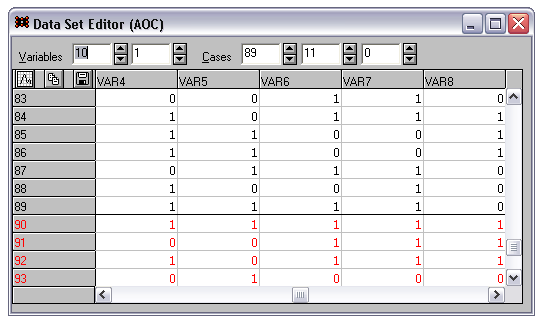 Data Set Editor (AOC)
Variables 10 1 Cases 89 11 0
VAR4 VAR5 VAR6 VAR7 VAR8
83 0 0 1 1 0
84 1 0 1 0 1
85 1 1 0 0 1
86 1 1 0 0 1
87 0 1 0 1 0
88 1 0 0 1 0
89 1 1 1 1 0
90 1 1 1 1 1
91 0 0 1 1 1
92 1 0 1 0 1
93 0 1 0 0 0